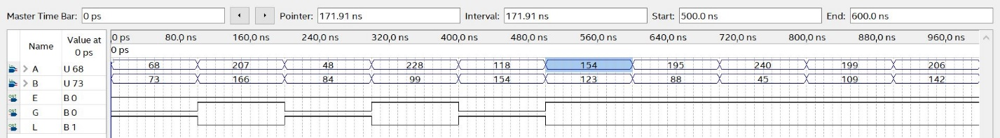 Master Time Bar: 0 ps Pointer: 171.91 ns Interval: 171.91 ns Start: 500.0 ns End: 600.0 ns
Name Value at 0 ps
0 ps 80.0 ns 160,0 ns 240,0 ns 320,0 ns 400,0 ns 480,0 ns 560,0 ns 640,0 ns 720,0 ns 800,0 ns 880,0 ns 960,0 ns
0 ps
in A U 68 68 207 48 228 118 154 195 240 199 206
in B U 73 73 166 84 99 154 123 88 45 109 142
out E B 0
out G B 0
out L B 1